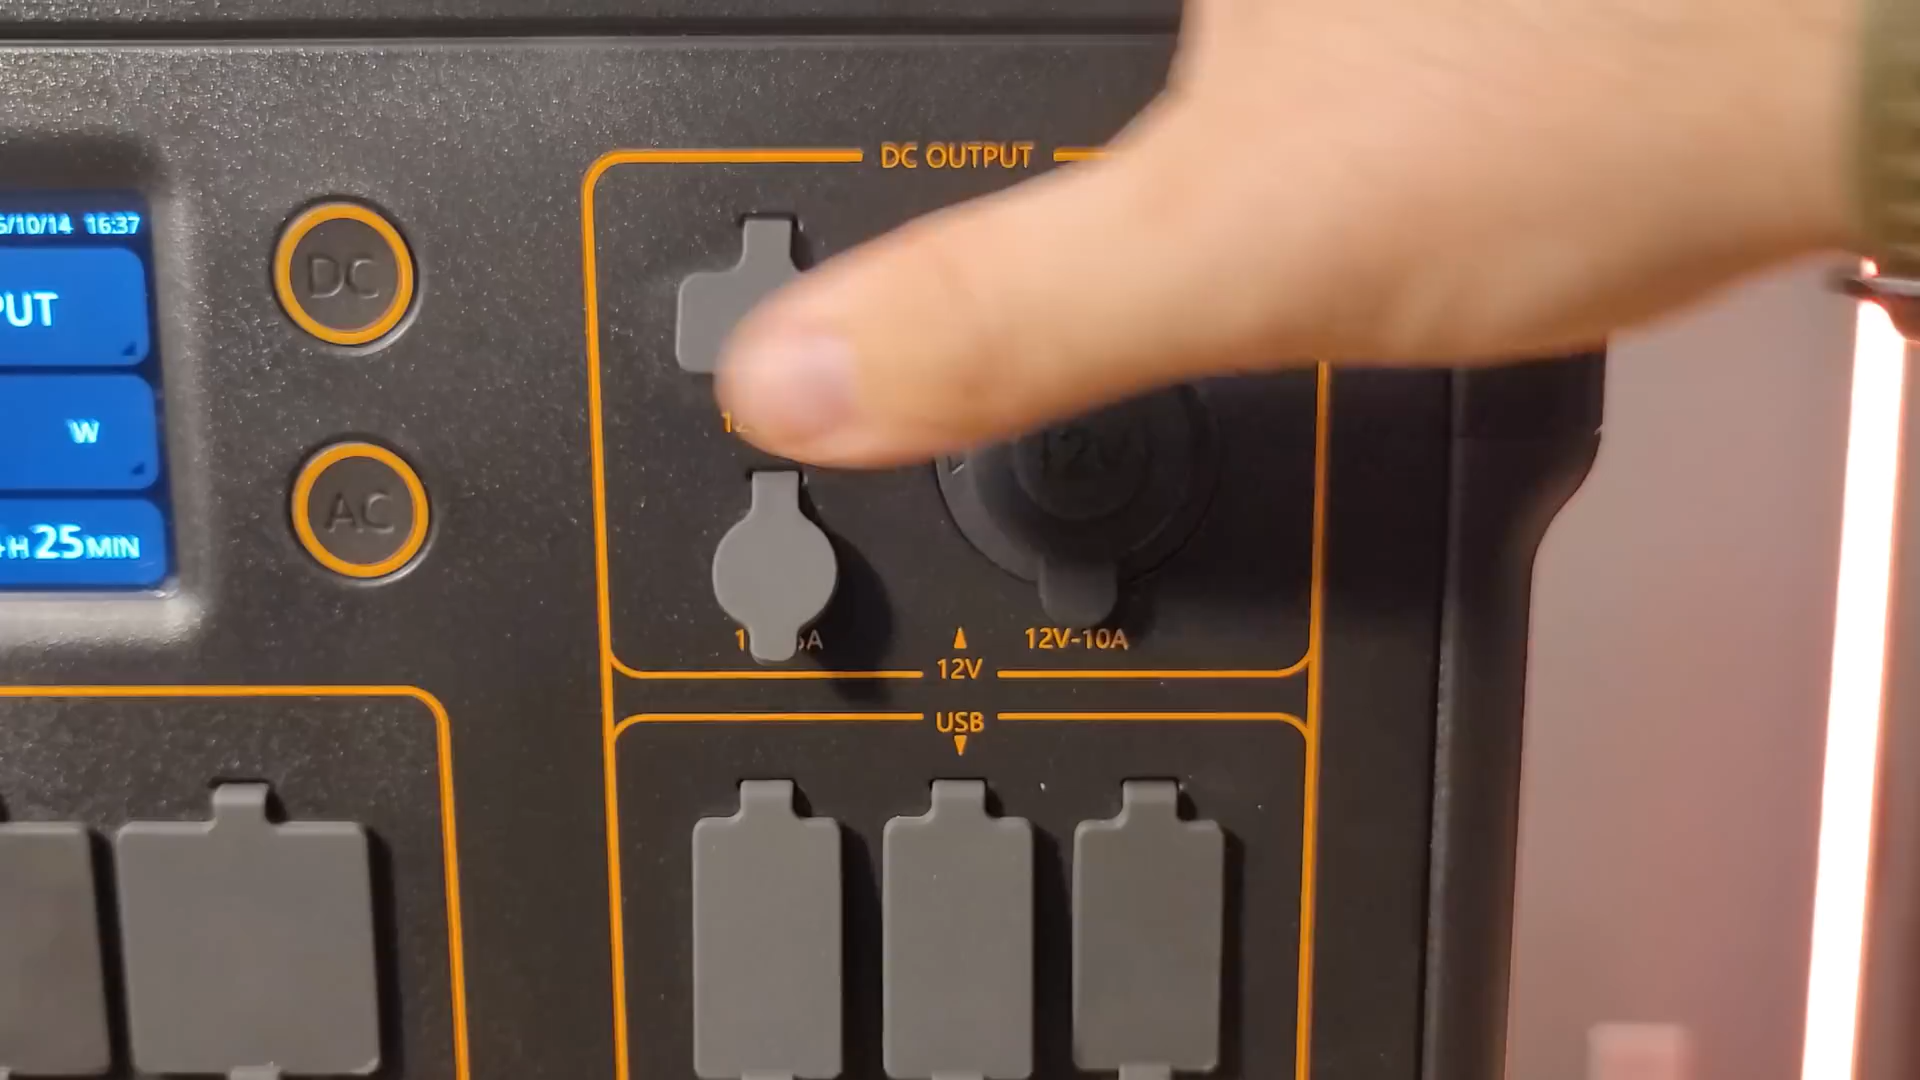 /10/14 16:37
PUT
W
H 25MIN
DC
AC
DC OUTPUT
12V
12V-10A
12V
USB